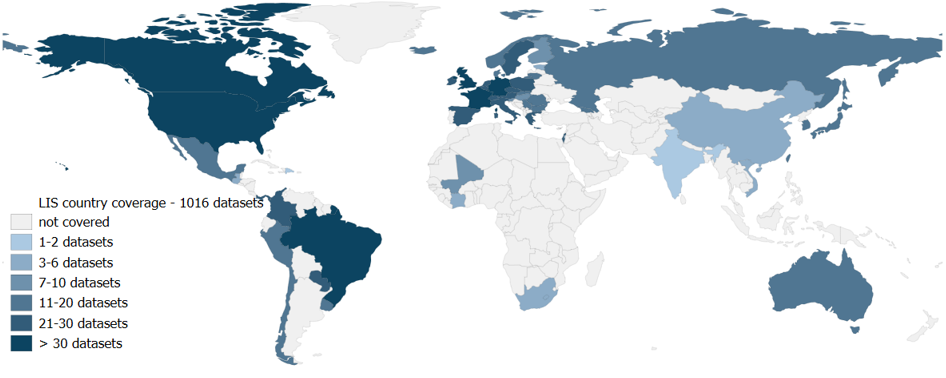 LIS country coverage - 1016 datasets
not covered
1-2 datasets
3-6 datasets
7-10 datasets
11-20 datasets
21-30 datasets
> 30 datasets